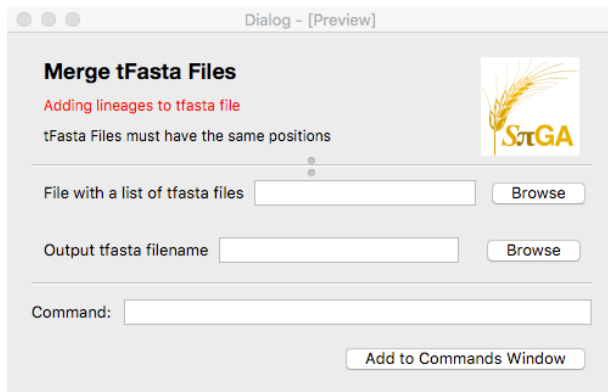 Dialog - [Preview]
Merge tFasta Files
Adding lineages to tfasta file
tFasta Files must have the same positions
SπGA
File with a list of tfasta files
Browse
Output tfasta filename
Browse
Command:
Add to Commands Window